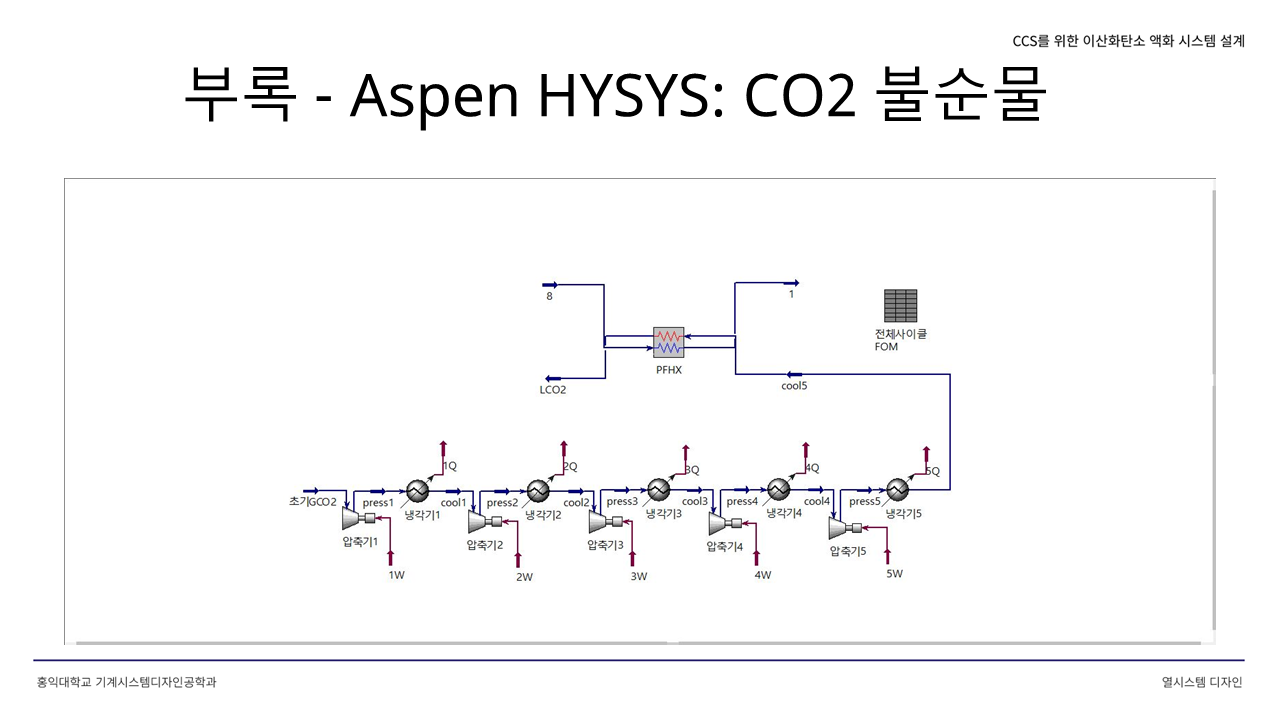 CCS를 위한 이산화탄소 액화 시스템 설계
부록 - Aspen HYSYS: CO2 불순물
8
1
전체사이클
FOM
PFHX
LCO2
cool5
1Q
2Q
3Q
4Q
5Q
초기GCO2
press1
cool1
press2
cool2
press3
cool3
press4
cool4
press5
냉각기1
냉각기2
냉각기3
냉각기4
냉각기5
압축기1
압축기2
압축기3
압축기4
압축기5
1W
2W
3W
4W
5W
홍익대학교 기계시스템디자인공학과
열시스템 디자인